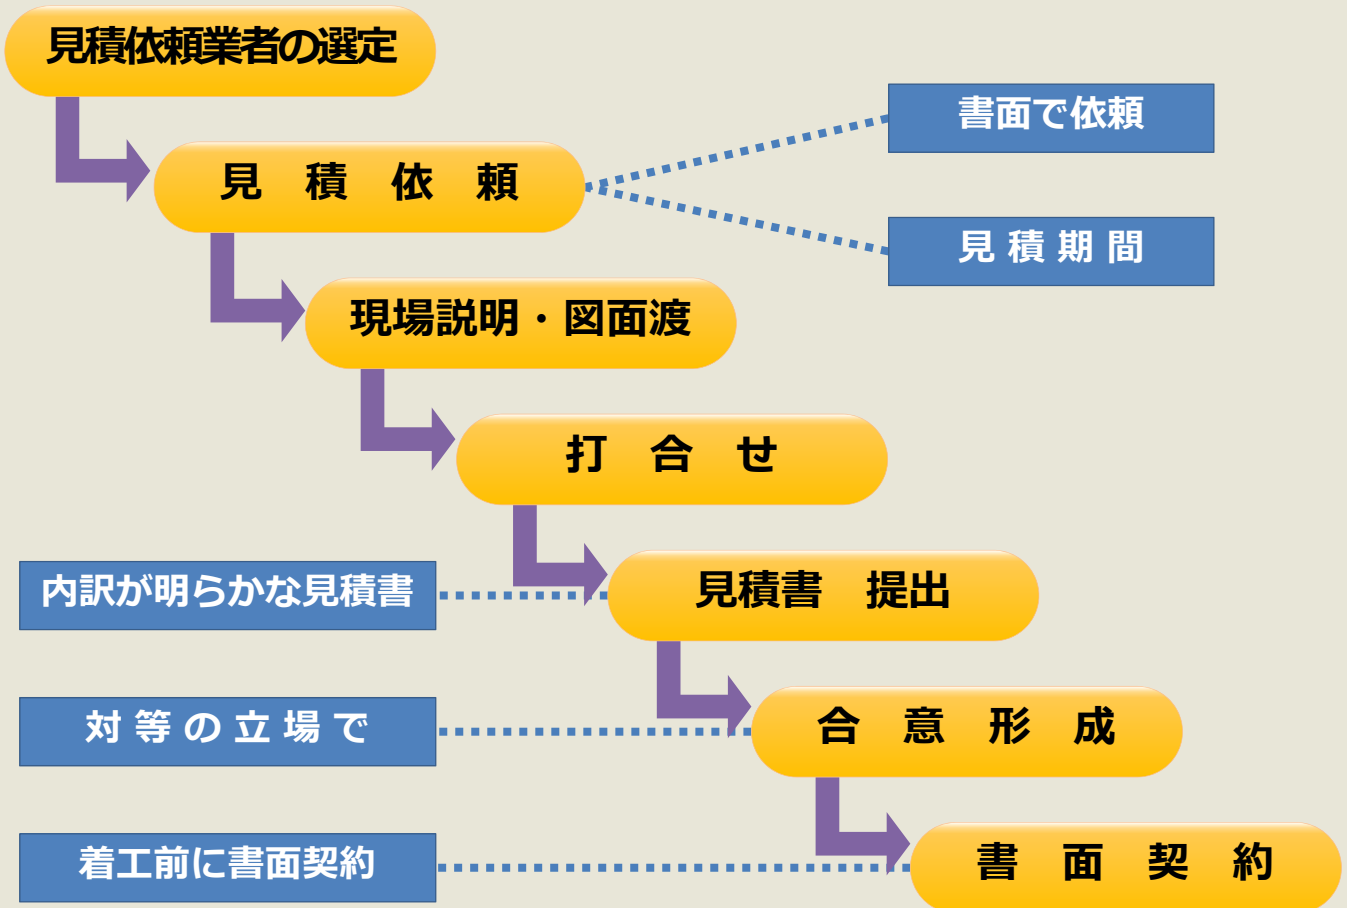 見積依頼業者の選定
書面で依頼
見積依頼
見積期間
現場説明・図面渡
打合せ
内訳が明らかな見積書
見積書　提出
対等の立場で
合意形成
着工前に書面契約
書面契約